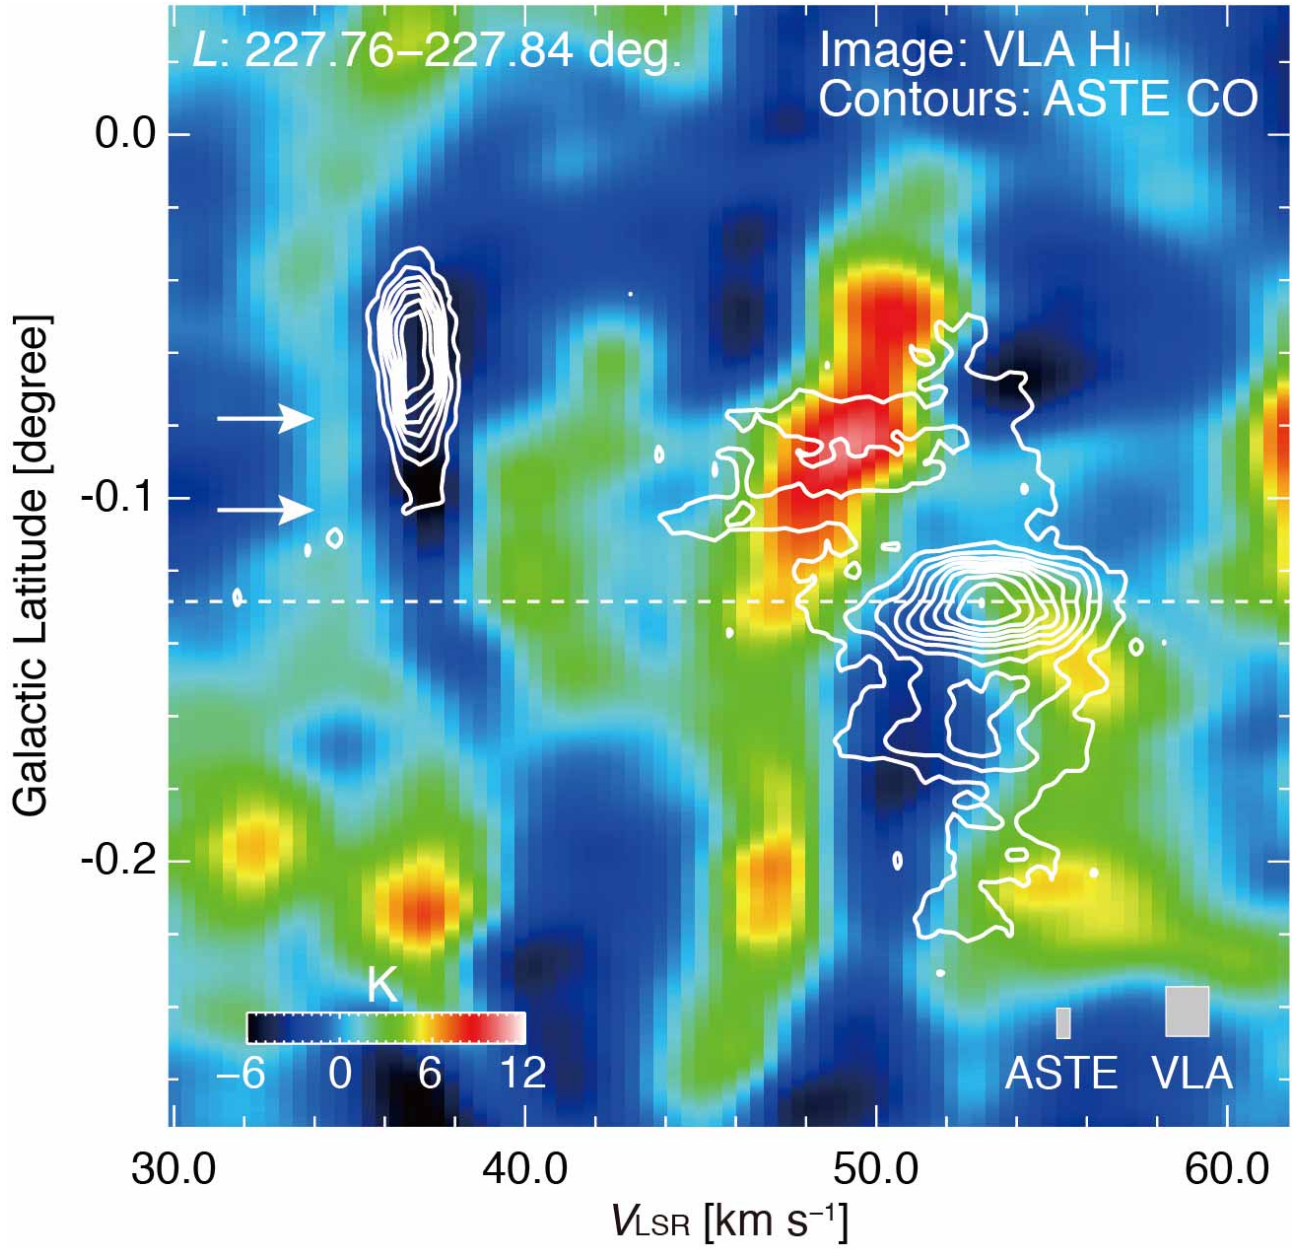 L: 227.76–227.84 deg.
Image: VLA HI
Contours: ASTE CO
0.0
-0.1
-0.2
Galactic Latitude [degree]
K
−6 0 6 12
ASTE VLA
30.0 40.0 50.0 60.0
VLSR [km s−1]